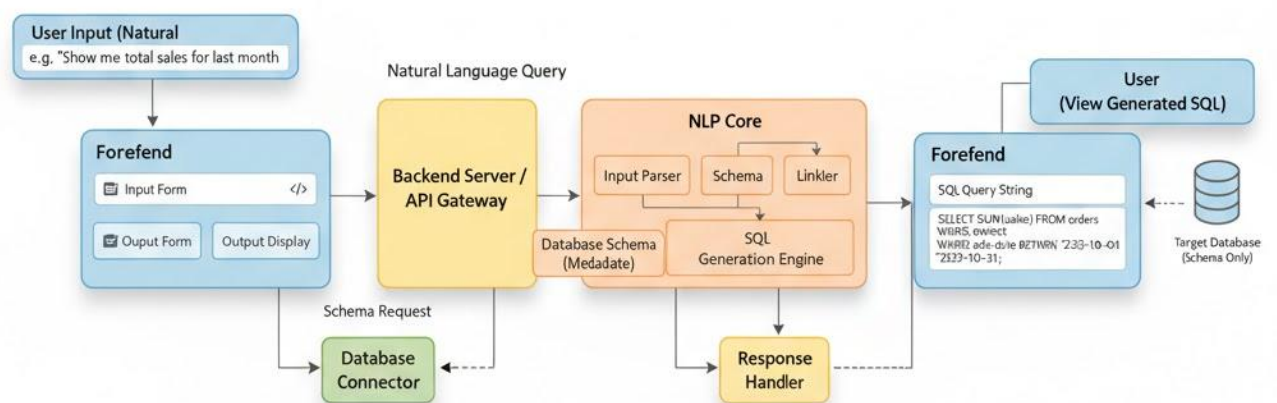 User Input (Natural
e.g, "Show me total sales for last month
Natural Language Query
Forefend
Input Form </>
Ouput Form
Output Display
Backend Server /
API Gateway
NLP Core
Input Parser
Schema
Linkler
Database Schema
(Medadate)
SQL
Generation Engine
User
(View Generated SQL)
Forefend
SQL Query String
SELECT FROM orders
Target Database
(Schema Only)
Schema Request
Database
Connector
Response
Handler